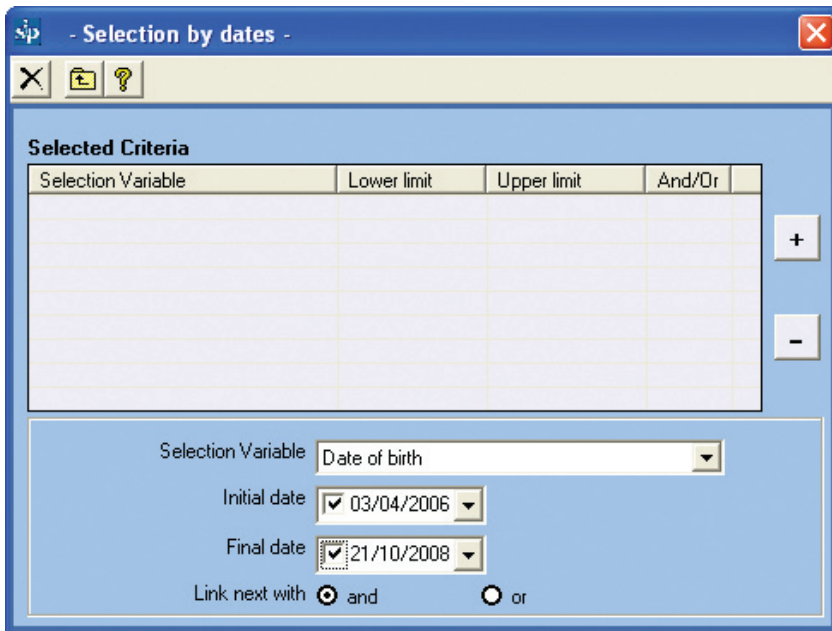 sip - Selection by dates -
Selected Criteria
Selection Variable Lower limit Upper limit And/Or
+
-
Selection Variable Date of birth
Initial date 03/04/2006
Final date 21/10/2008
Link next with and or